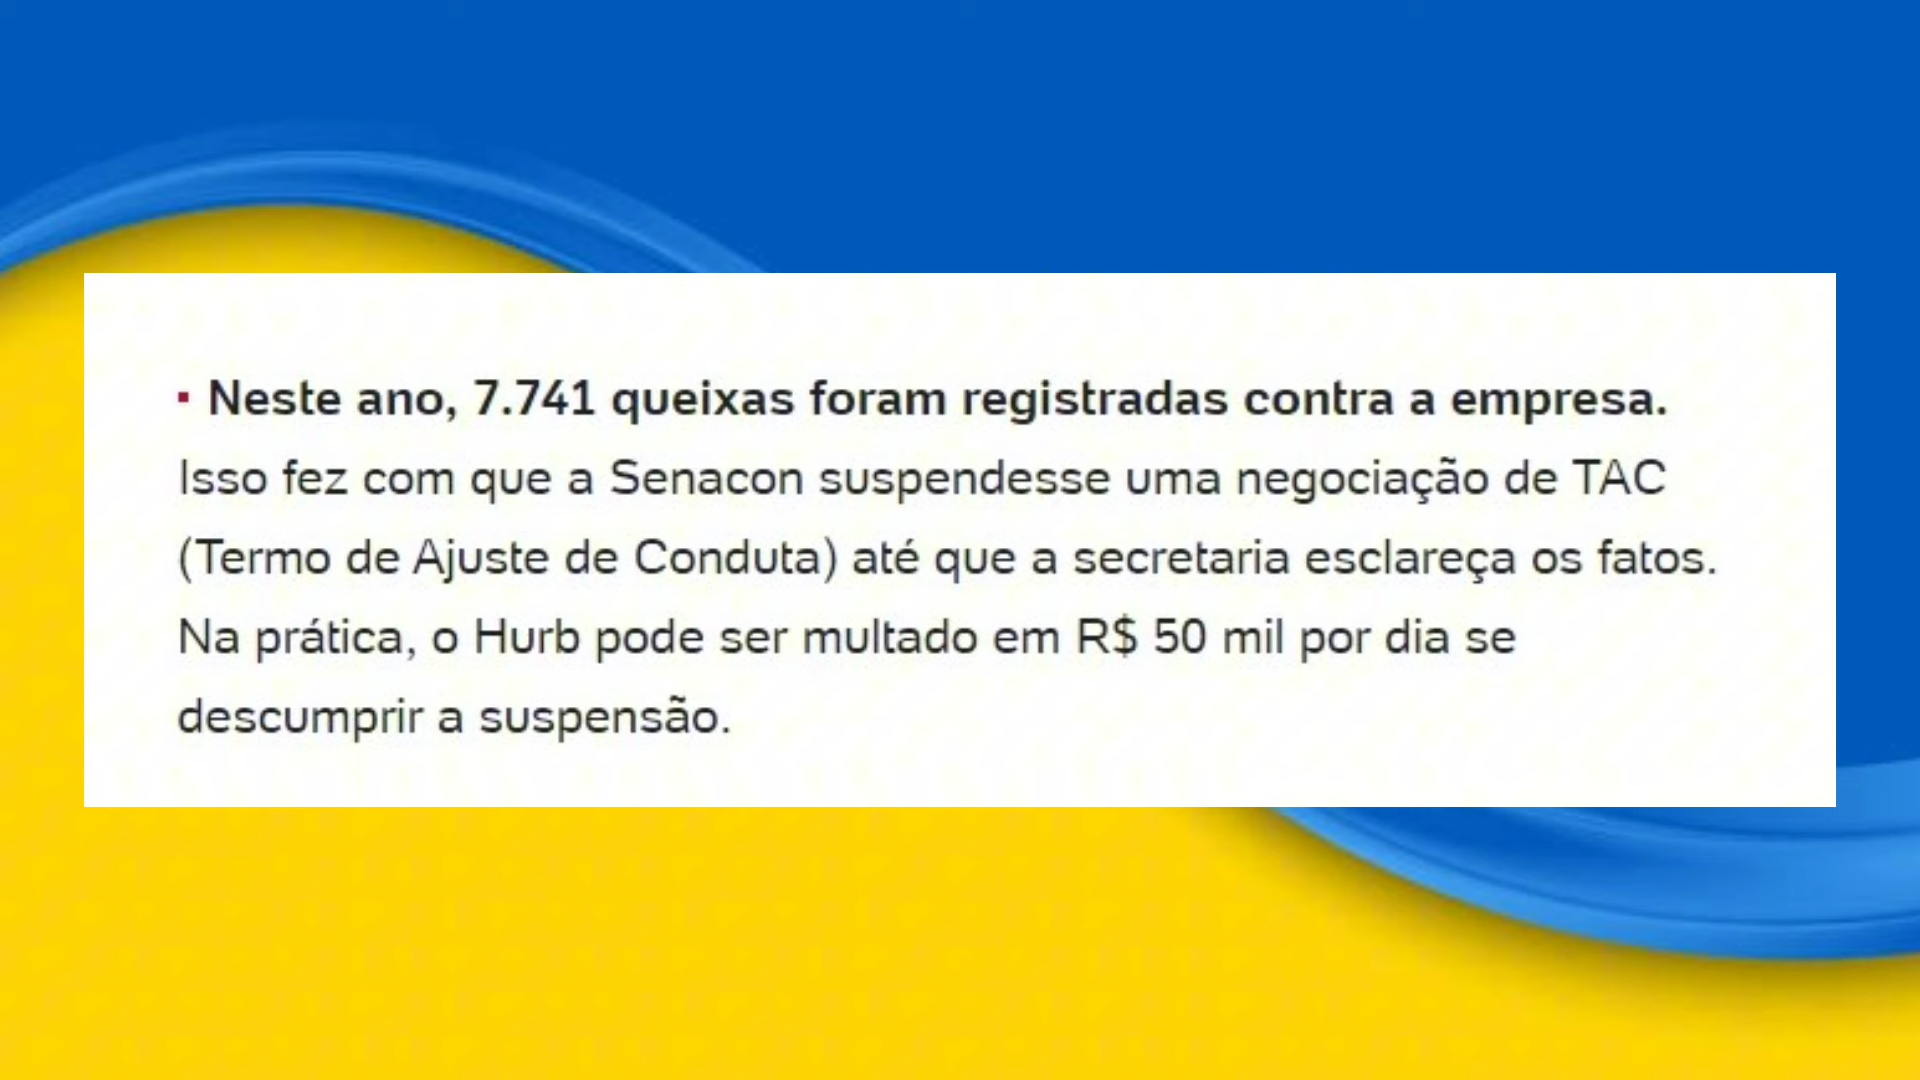 ▪ Neste ano, 7.741 queixas foram registradas contra a empresa.
Isso fez com que a Senacon suspendesse uma negociação de TAC
(Termo de Ajuste de Conduta) até que a secretaria esclareça os fatos.
Na prática, o Hurb pode ser multado em R$ 50 mil por dia se
descumprir a suspensão.